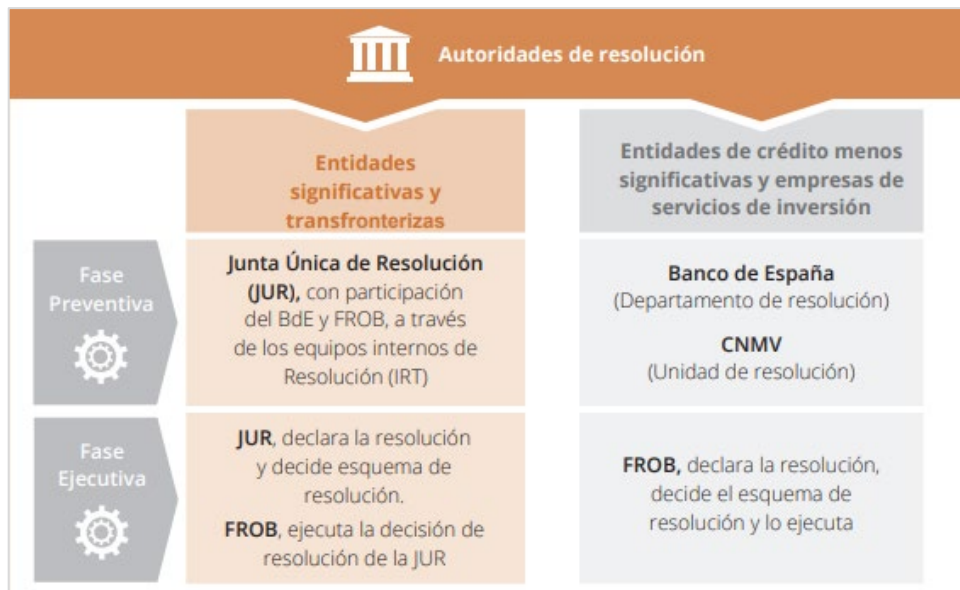 Autoridades de resolución
Entidades
significativas y
transfronterizas
Entidades de crédito menos
significativas y empresas de
servicios de inversión
Fase
Preventiva
Junta Única de Resolución
(JUR), con participación
del BdE y FROB, a través
de los equipos internos de
Resolución (IRT)
Banco de España
(Departamento de resolución)
CNMV
(Unidad de resolución)
Fase
Ejecutiva
JUR, declara la resolución
y decide esquema de
resolución.
FROB, ejecuta la decisión de
resolución de la JUR
FROB, declara la resolución,
decide el esquema de
resolución y lo ejecuta